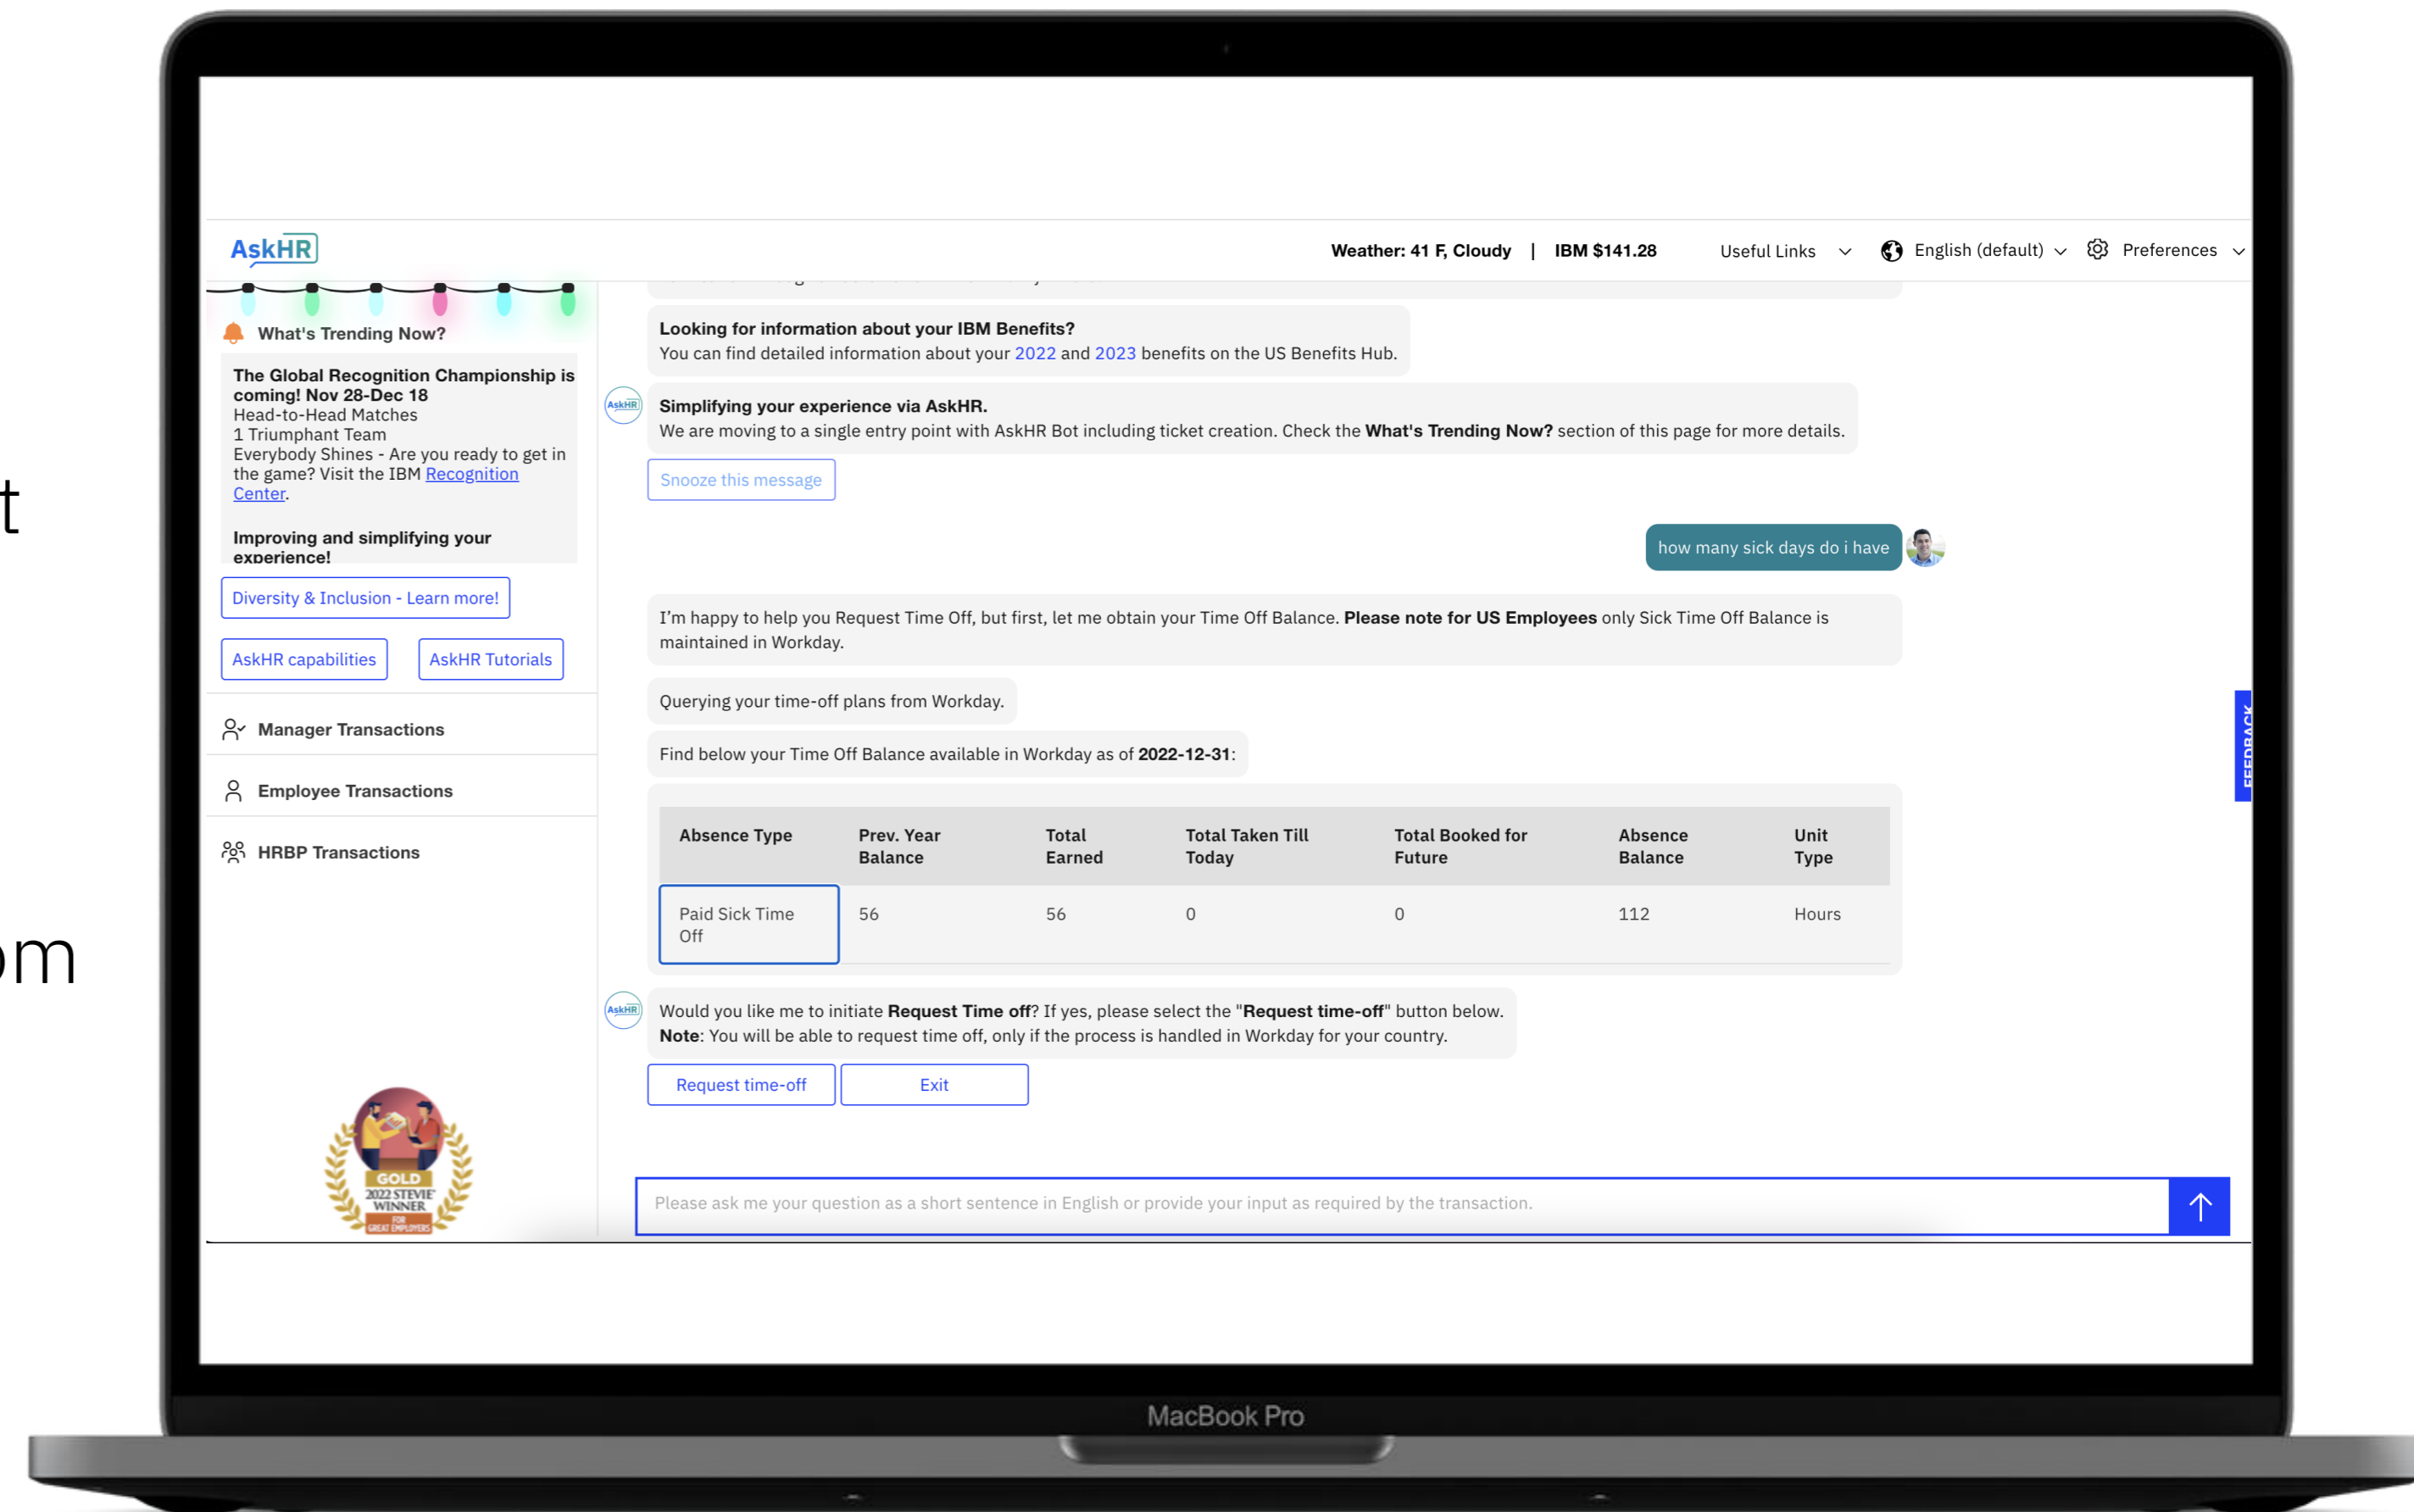 t
om
AskHR
Weather: 41 F, Cloudy | IBM $141.28 Useful Links English (default) Preferences
What's Trending Now?
The Global Recognition Championship is
coming! Nov 28-Dec 18
Head-to-Head Matches
1 Triumphant Team
Everybody Shines - Are you ready to get in
the game? Visit the IBM Recognition
Center.
Improving and simplifying your
experience!
Diversity & Inclusion - Learn more!
AskHR capabilities AskHR Tutorials
Manager Transactions
Employee Transactions
HRBP Transactions
GOLD
2022 STEVIE
WINNER
FOR
GREAT EMPLOYERS
Looking for information about your IBM Benefits?
You can find detailed information about your 2022 and 2023 benefits on the US Benefits Hub.
AskHR
Simplifying your experience via AskHR.
We are moving to a single entry point with AskHR Bot including ticket creation. Check the What's Trending Now? section of this page for more details.
Snooze this message
how many sick days do i have
I'm happy to help you Request Time Off, but first, let me obtain your Time Off Balance. Please note for US Employees only Sick Time Off Balance is
maintained in Workday.
Querying your time-off plans from Workday.
Find below your Time Off Balance available in Workday as of 2022-12-31:
Absence Type Prev. Year Total Total Taken Till Total Booked for Absence Unit
Balance Earned Today Future Balance Type
Paid Sick Time 56 56 0 0 112 Hours
Off
AskHR
Would you like me to initiate Request Time off? If yes, please select the "Request time-off" button below.
Note: You will be able to request time off, only if the process is handled in Workday for your country.
Request time-off Exit
Please ask me your question as a short sentence in English or provide your input as required by the transaction.
FEEDBACK
MacBook Pro